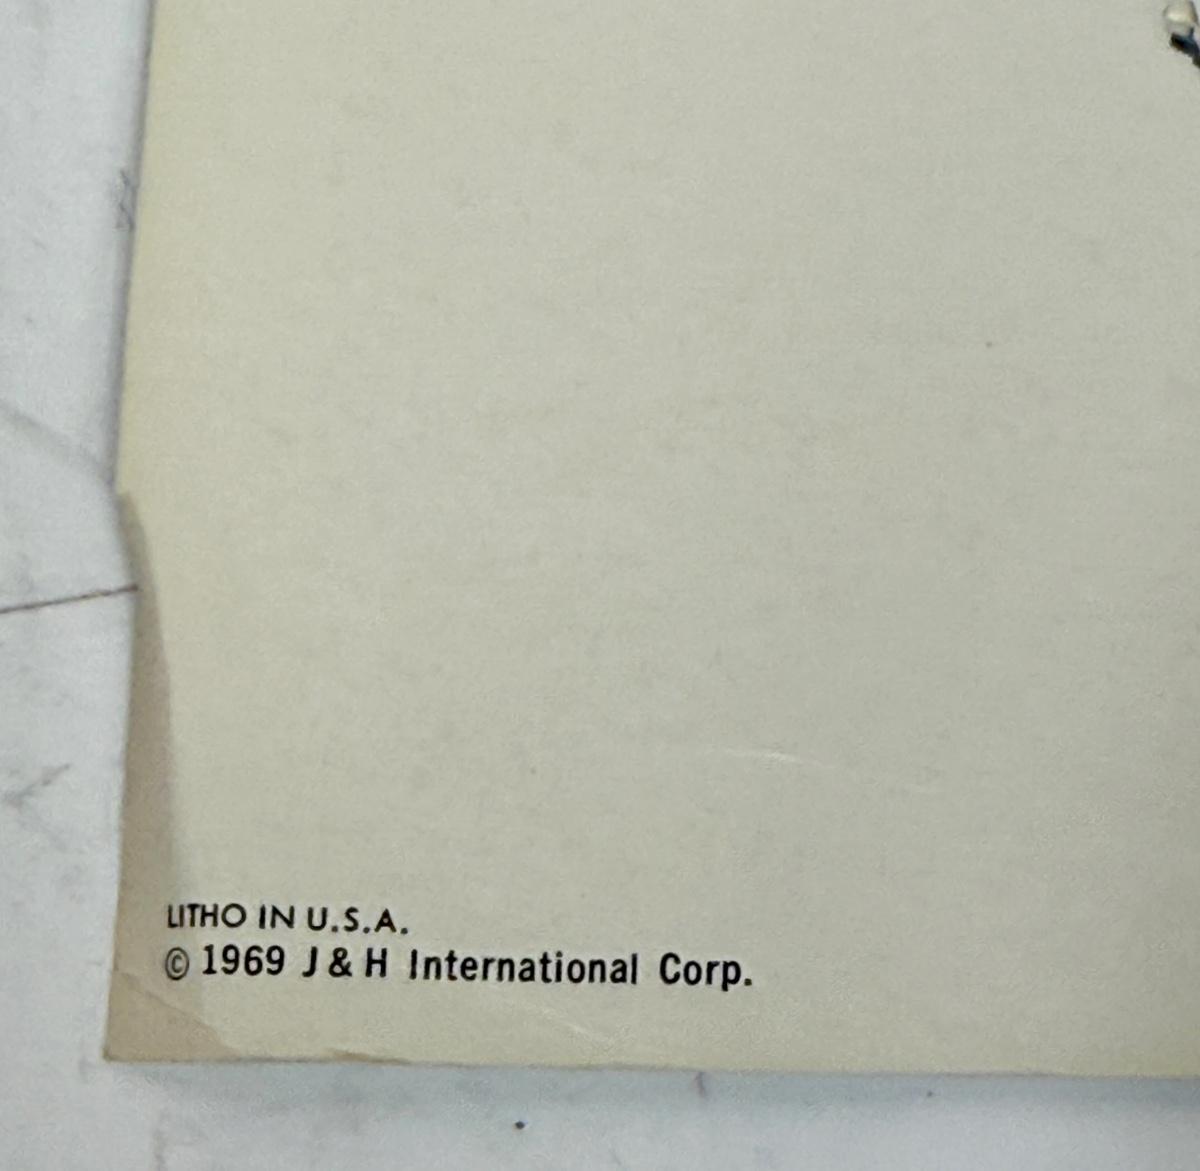 LITHO IN U.S.A.
© 1969 J & H International Corp.